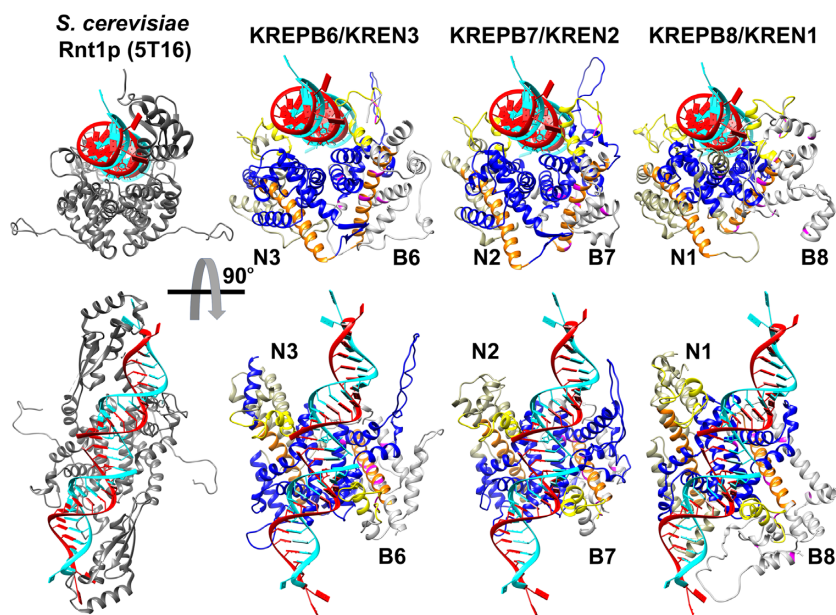 S. cerevisiae
Rnt1p (5T16)
KREPB6/KREN3
KREPB7/KREN2
KREPB8/KREN1
N3
B6
N2
B7
N1
B8
90°
N3
N2
N1
B6
B7
B8